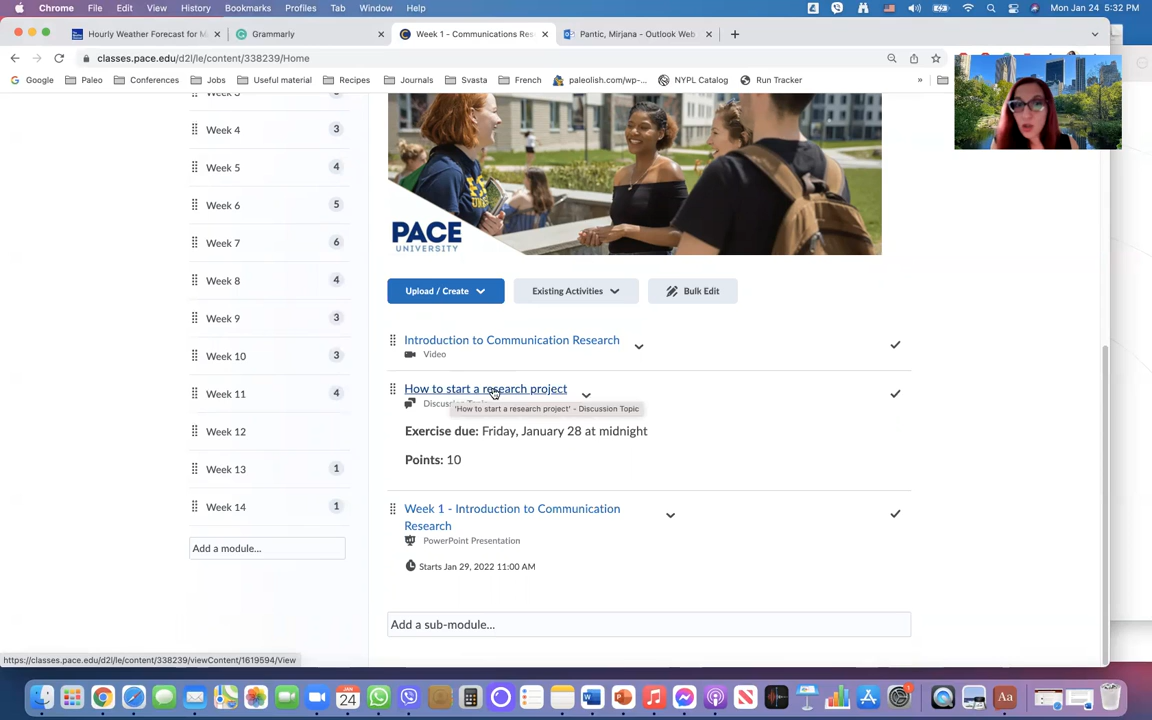 Chrome File Edit View History Bookmarks Profiles Tab Window Help Mon Jan 24 5:32 PM
Hourly Weather Forecast for M Grammarly Week 1 - Communications Res Pantic, Mirjana - Outlook Web
classes.pace.edu/d2l/le/content/338239/Home
Google Paleo Conferences Jobs Useful material Recipes Journals Svasta French paleolish.com/wp-... NYPL Catalog Run Tracker »
Week 4 3
Week 5 4
Week 6 5
Week 7 6
Week 8 4
Week 9 3
Week 10 3
Week 11 4
Week 12
Week 13 1
Week 14 1
Add a module...
PACE
UNIVERSITY
Upload / Create Existing Activities Bulk Edit
Introduction to Communication Research
Video
How to start a research project
'How to start a research project' - Discussion Topic
Exercise due: Friday, January 28 at midnight
Points: 10
Week 1 - Introduction to Communication
Research
PowerPoint Presentation
Starts Jan 29, 2022 11:00 AM
Add a sub-module...
https://classes.pace.edu/d2l/le/content/338239/viewContent/1619594/View
JAN
24
Aa